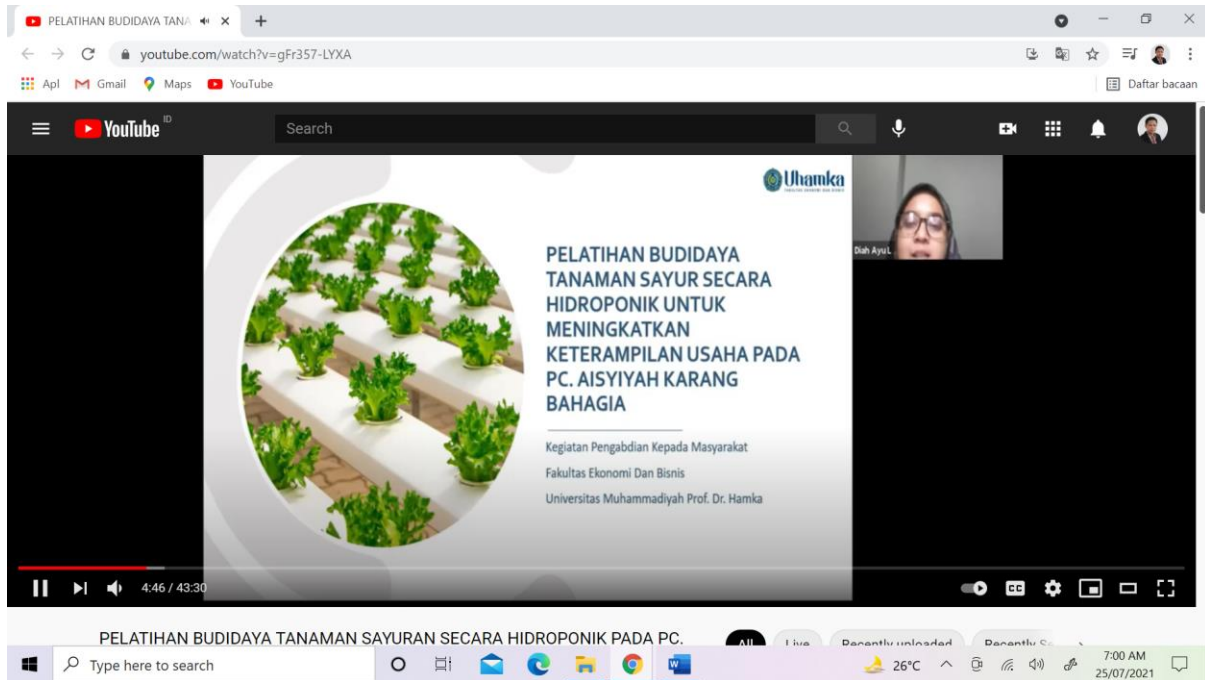 PELATIHAN BUDIDAYA TANA
youtube.com/watch?v=gFr357-LYXA
Apl Gmail Maps YouTube Daftar bacaan
YouTube ID Search
Uhamka
Diah Ayu L
PELATIHAN BUDIDAYA
TANAMAN SAYUR SECARA
HIDROPONIK UNTUK
MENINGKATKAN
KETERAMPILAN USAHA PADA
PC. AISYIYAH KARANG
BAHAGIA
Kegiatan Pengabdian Kepada Masyarakat
Fakultas Ekonomi Dan Bisnis
Universitas Muhammadiyah Prof. Dr. Hamka
4:46 / 43:30 CC
PELATIHAN BUDIDAYA TANAMAN SAYURAN SECARA HIDROPONIK PADA PC. All Live Recently uploaded Recently
Type here to search 26°C 7:00 AM
25/07/2021